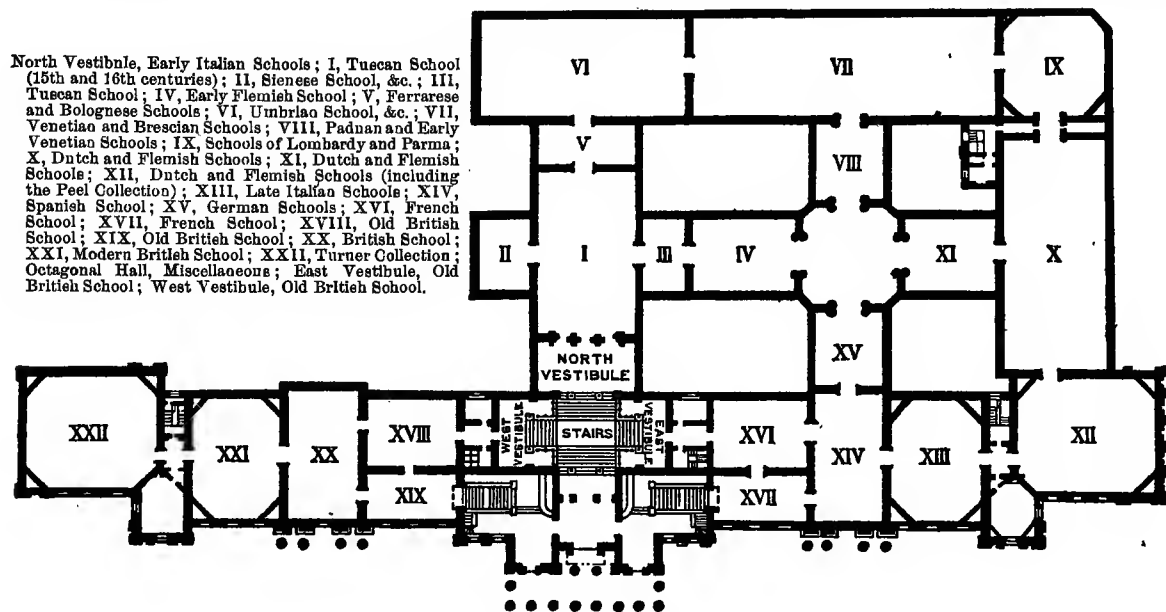 North Vestibule, Early Italian Schools; I, Tuscan School
(15th and 16th centuries); II, Sienese School, &c.; III,
Tuscan School; IV, Early Flemish School; V, Ferrarese
and Bolognese Schools; VI, Umbrian School, &c.; VII,
Venetian and Brescian Schools; VIII, Paduan and Early
Venetian Schools; IX, Schools of Lombardy and Parma;
X, Dutch and Flemish Schools; XI, Dutch and Flemish
Schools; XII, Dutch and Flemish Schools (including
the Peel Collection); XIII, Late Italian Schools; XIV,
Spanish School; XV, German Schools; XVI, French
School; XVII, French School; XVIII, Old British
School; XIX, Old British School; XX, British School;
XXI, Modern British School; XXII, Turner Collection;
Octagonal Hall, Miscellaneous; East Vestibule, Old
British School; West Vestibule, Old British School.
VI
VII
IX
V
VIII
II
I
III
IV
XI
X
XV
NORTH
VESTIBULE
XXII
XXI
XX
XVIII
WEST
VESTIBULE
STAIRS
EAST
VESTIBULE
XVI
XIV
XIII
XII
XIX
XVII